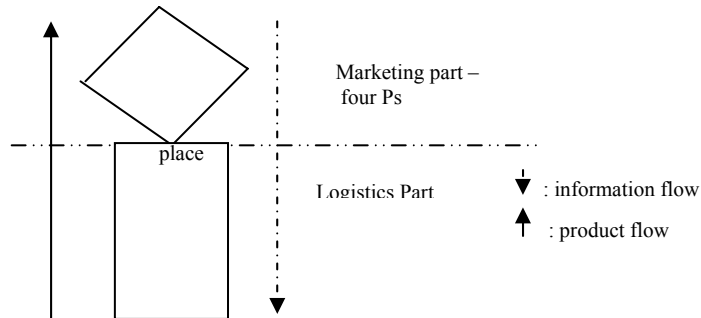 Marketing part –
four Ps
place
Logistics Part
: information flow
: product flow